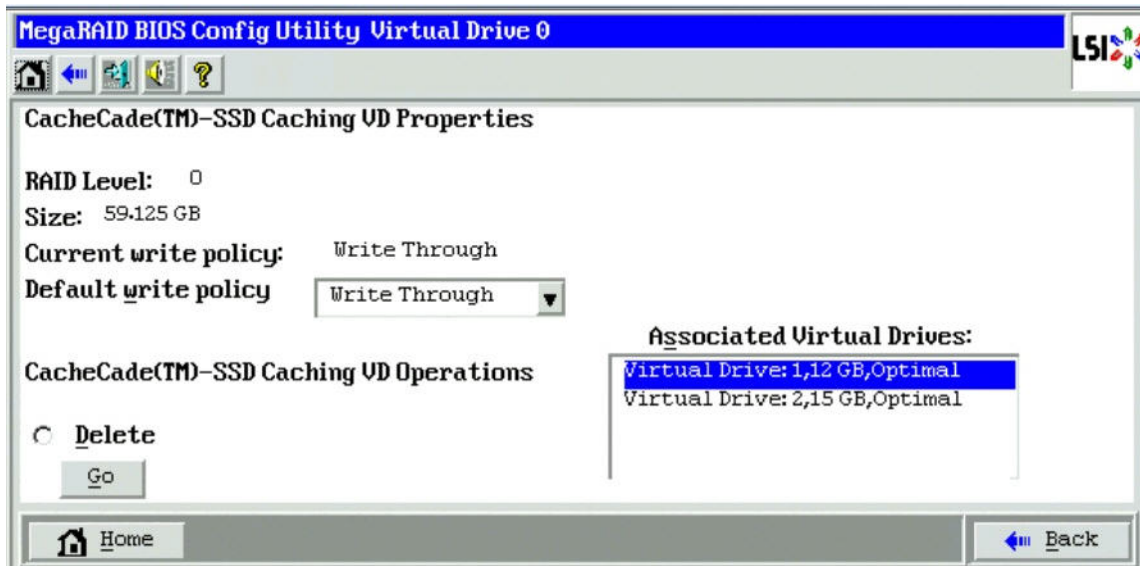 MegaRAID BIOS Config Utility Virtual Drive 0
LSI
?
CacheCade(TM)-SSD Caching VD Properties
RAID Level: 0
Size: 59.125 GB
Current write policy: Write Through
Default write policy Write Through
Associated Virtual Drives:
Virtual Drive: 1,12 GB,Optimal
Virtual Drive: 2,15 GB,Optimal
CacheCade(TM)-SSD Caching VD Operations
Delete
Go
Home
Back